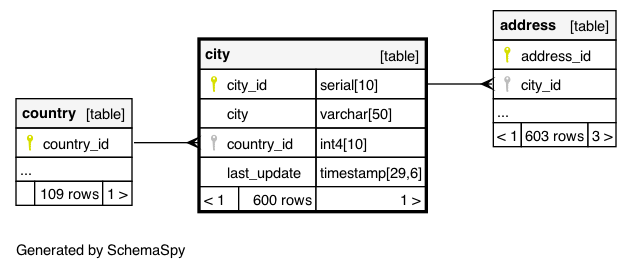 country [table]
country_id
...
109 rows 1 >
city [table]
city_id serial[10]
city varchar[50]
country_id int4[10]
last_update timestamp[29,6]
< 1 600 rows 1 >
address [table]
address_id
city_id
...
< 1 603 rows 3 >
Generated by SchemaSpy